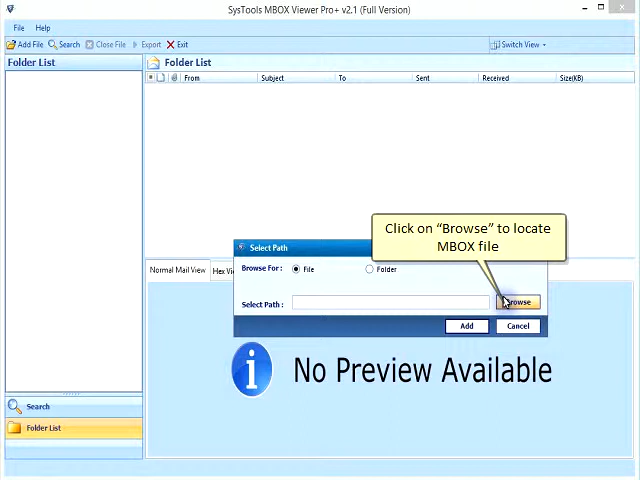 SysTools MBOX Viewer Pro+ v2.1 (Full Version)
File Help
Add File Search Close File Export Exit Switch View
Folder List
Folder List
From Subject To Sent Received Size(KB)
Click on “Browse” to locate
MBOX file
Select Path
Browse For: File Folder
Normal Mail View Hex Vi
Select Path: Browse
Add Cancel
No Preview Available
Search
Folder List